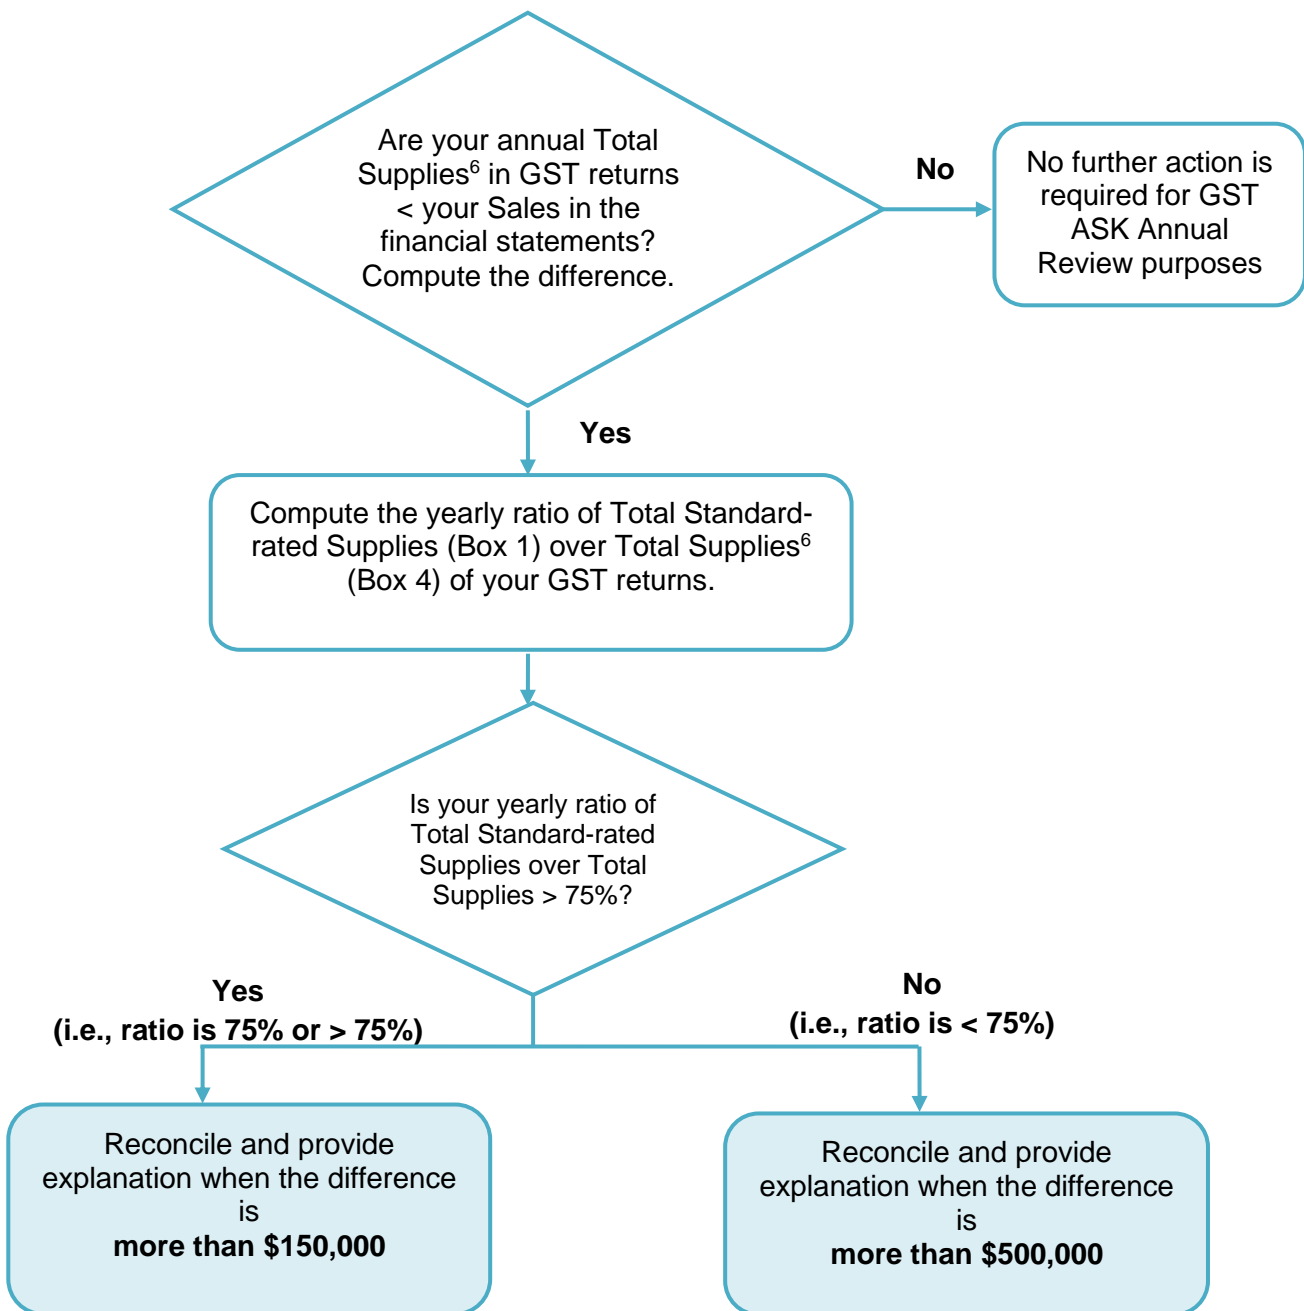 Are your annual Total
Supplies⁶ in GST returns
< your Sales in the
financial statements?
Compute the difference.
No
No further action is
required for GST
ASK Annual
Review purposes
Yes
Compute the yearly ratio of Total Standard-
rated Supplies (Box 1) over Total Supplies⁶
(Box 4) of your GST returns.
Is your yearly ratio of
Total Standard-rated
Supplies over Total
Supplies > 75%?
Yes
(i.e., ratio is 75% or > 75%)
No
(i.e., ratio is < 75%)
Reconcile and provide
explanation when the difference
is
more than $150,000
Reconcile and provide
explanation when the difference
is
more than $500,000